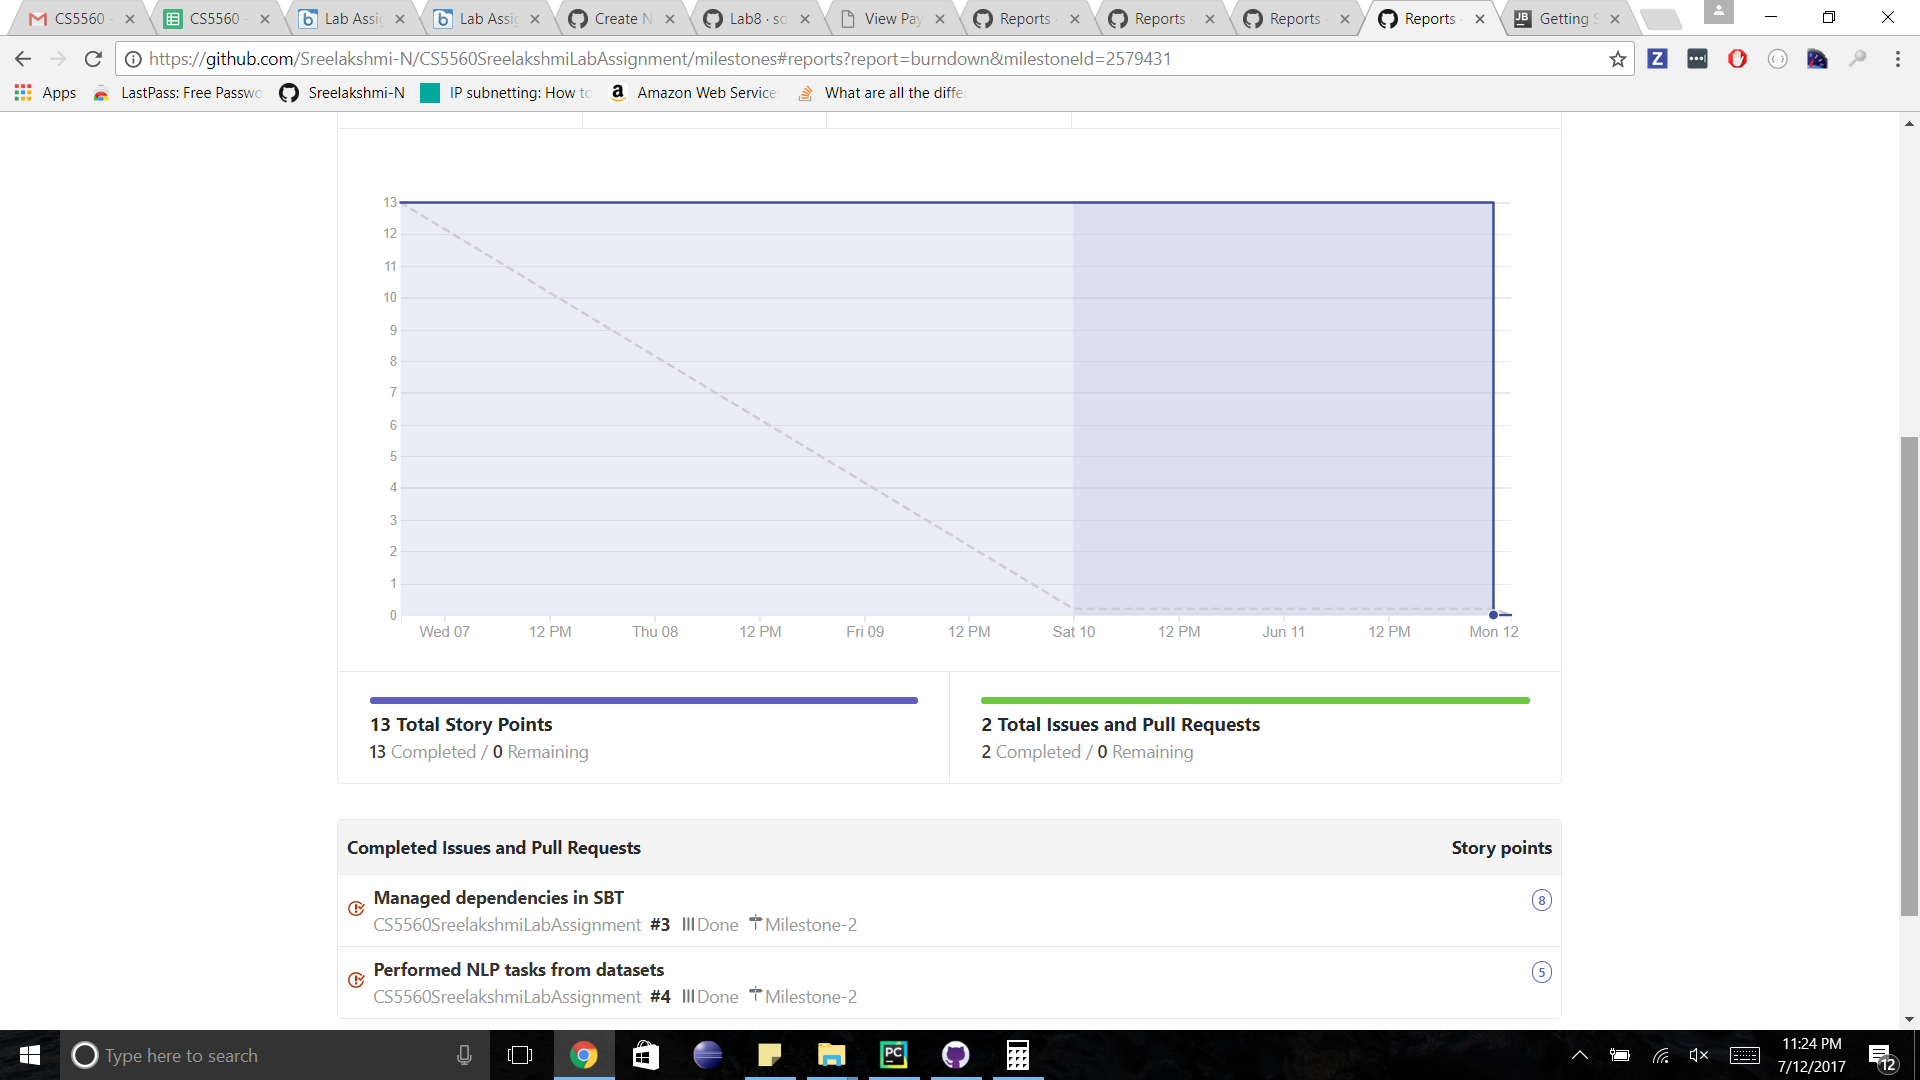 CS5560 -
CS5560 -
Lab Assig
Lab Assig
Create N
Lab8 · so
View Pay
Reports ·
Reports ·
Reports ·
Reports ·
Getting S
https://github.com/Sreelakshmi-N/CS5560SreelakshmiLabAssignment/milestones#reports?report=burndown&milestoneId=2579431
Apps
LastPass: Free Passwo
Sreelakshmi-N
IP subnetting: How to
Amazon Web Service
What are all the differ
13
12
11
10
9
8
7
6
5
4
3
2
1
0
Wed 07 12 PM Thu 08 12 PM Fri 09 12 PM Sat 10 12 PM Jun 11 12 PM Mon 12
13 Total Story Points
13 Completed / 0 Remaining
2 Total Issues and Pull Requests
2 Completed / 0 Remaining
Completed Issues and Pull Requests Story points
Managed dependencies in SBT 8
CS5560SreelakshmiLabAssignment #3 Done Milestone-2
Performed NLP tasks from datasets 5
CS5560SreelakshmiLabAssignment #4 Done Milestone-2
Type here to search
11:24 PM
7/12/2017
12